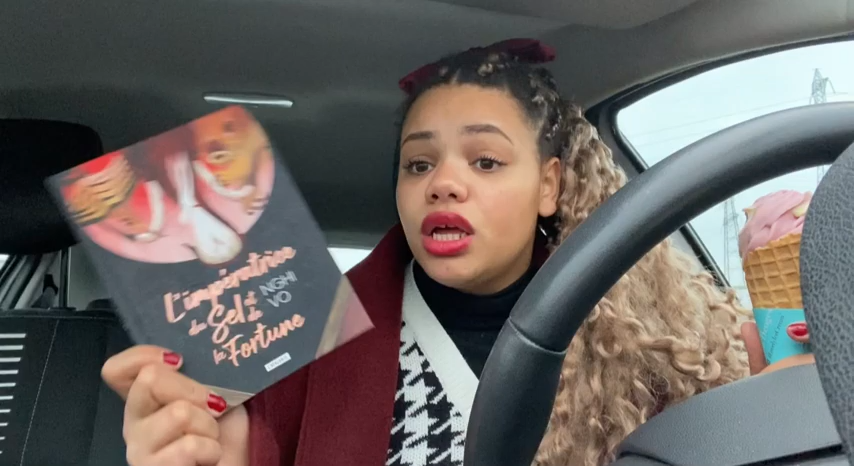 L'impératrice
du Sel et de
la Fortune
NGHI
VO